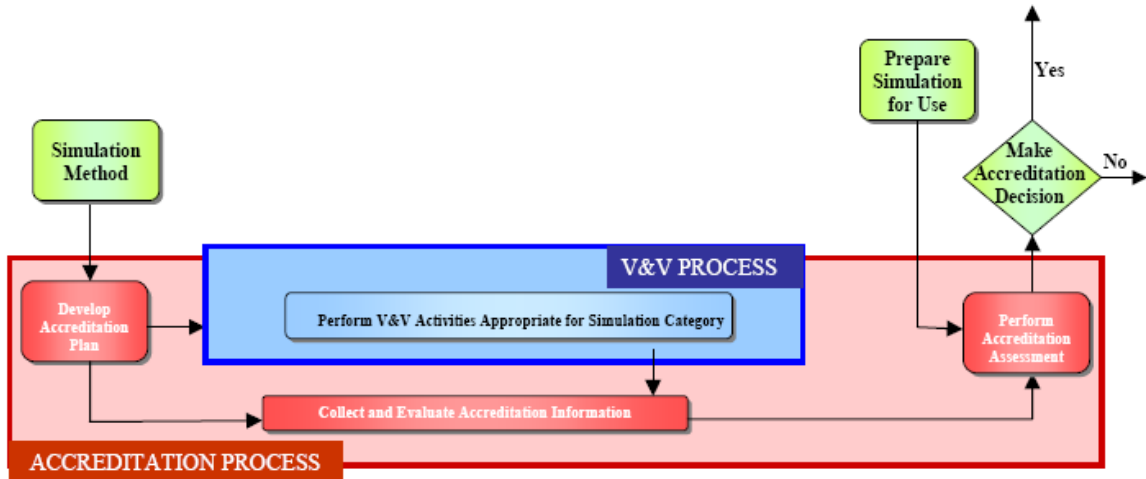 Prepare
Simulation
for Use
Yes
Simulation
Method
Make
Accreditation
Decision
No
V&V PROCESS
Develop
Accreditation
Plan
Perform V&V Activities Appropriate for Simulation Category
Perform
Accreditation
Assessment
Collect and Evaluate Accreditation Information
ACCREDITATION PROCESS